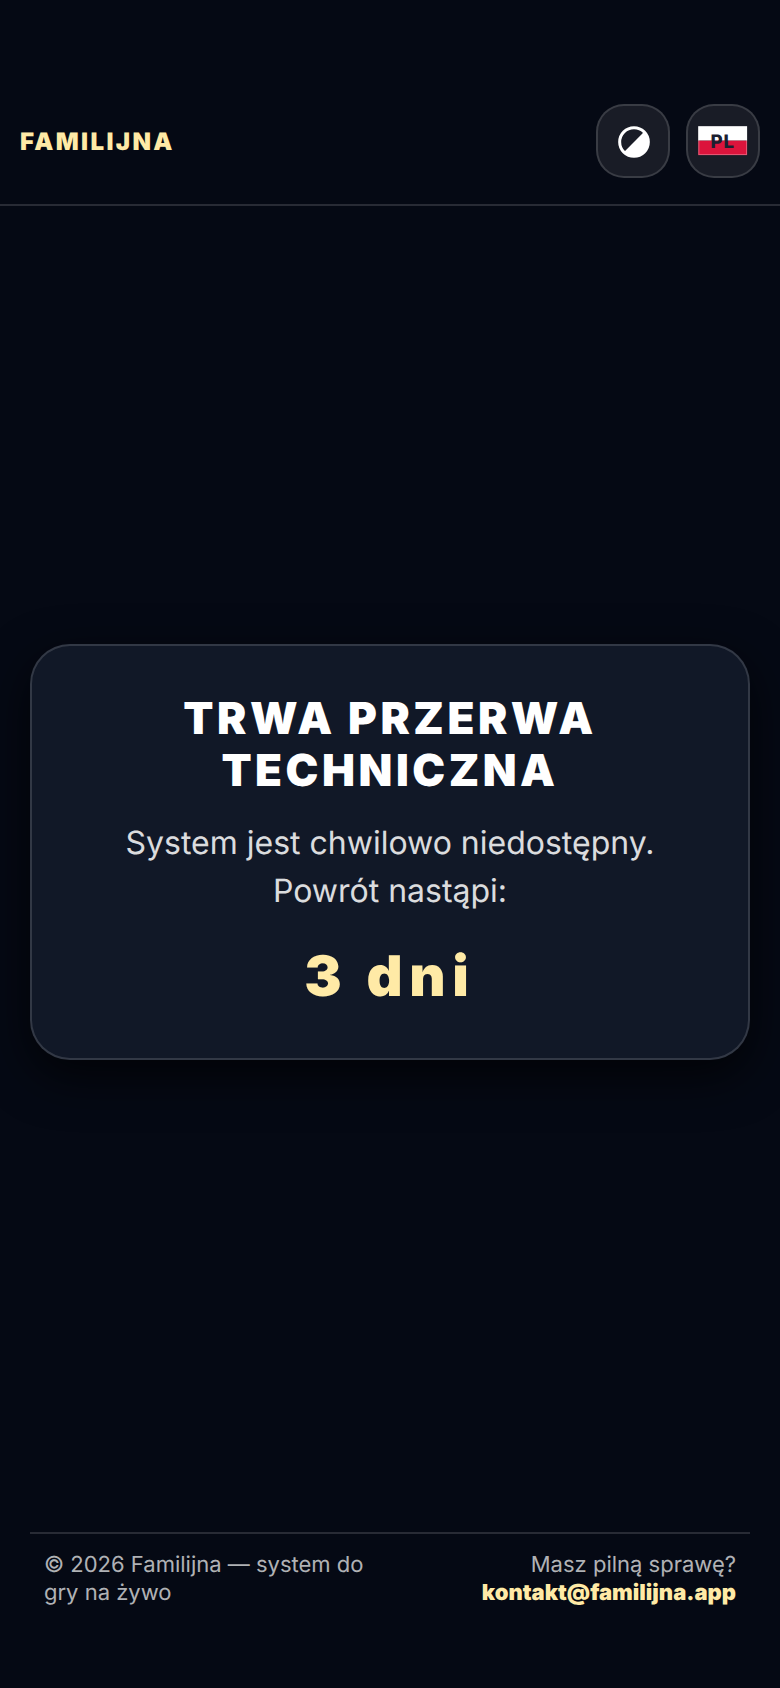 FAMILIJNA
PL
TRWA PRZERWA
TECHNICZNA
System jest chwilowo niedostępny.
Powrót nastąpi:
3 dni
© 2026 Familijna — system do
gry na żywo
Masz pilną sprawę?
kontakt@familijna.app